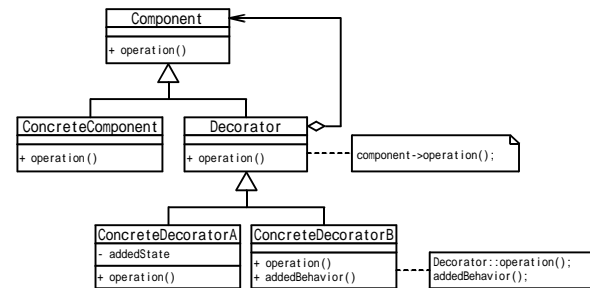 Component
+ operation()
ConcreteComponent
+ operation()
Decorator
+ operation()
component->operation();
ConcreteDecoratorA
- addedState
+ operation()
ConcreteDecoratorB
+ operation()
+ addedBehavior()
Decorator::operation();
addedBehavior();